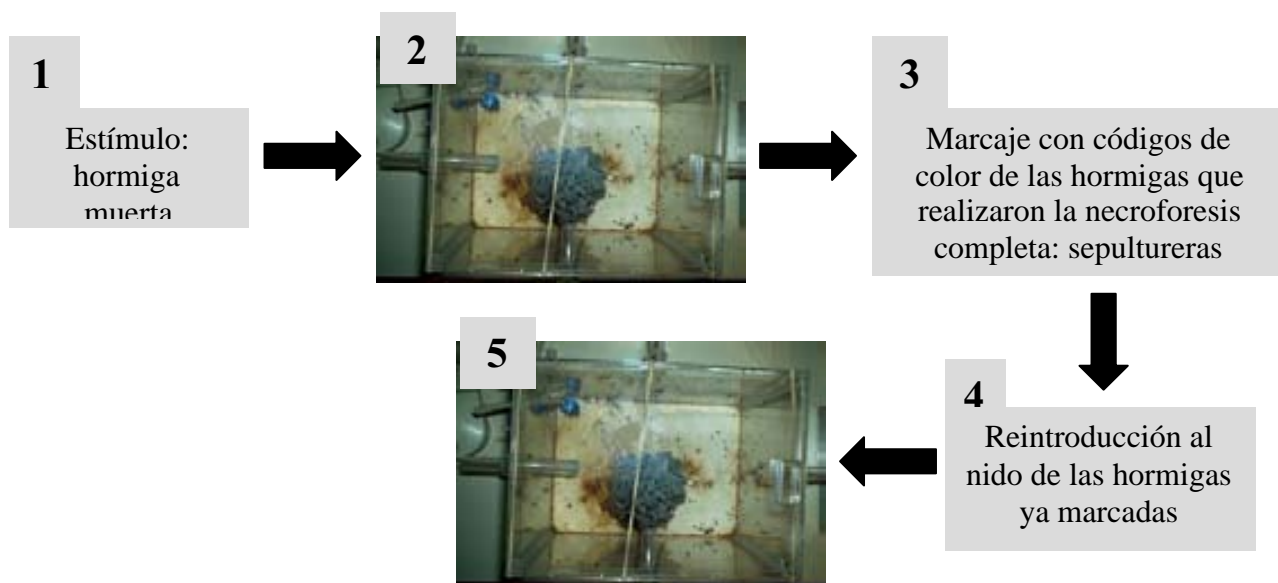 1
Estímulo:
hormiga
muerta
2
3
Marcaje con códigos de
color de las hormigas que
realizaron la necroforesis
completa: sepultureras
4
Reintroducción al
nido de las hormigas
ya marcadas
5